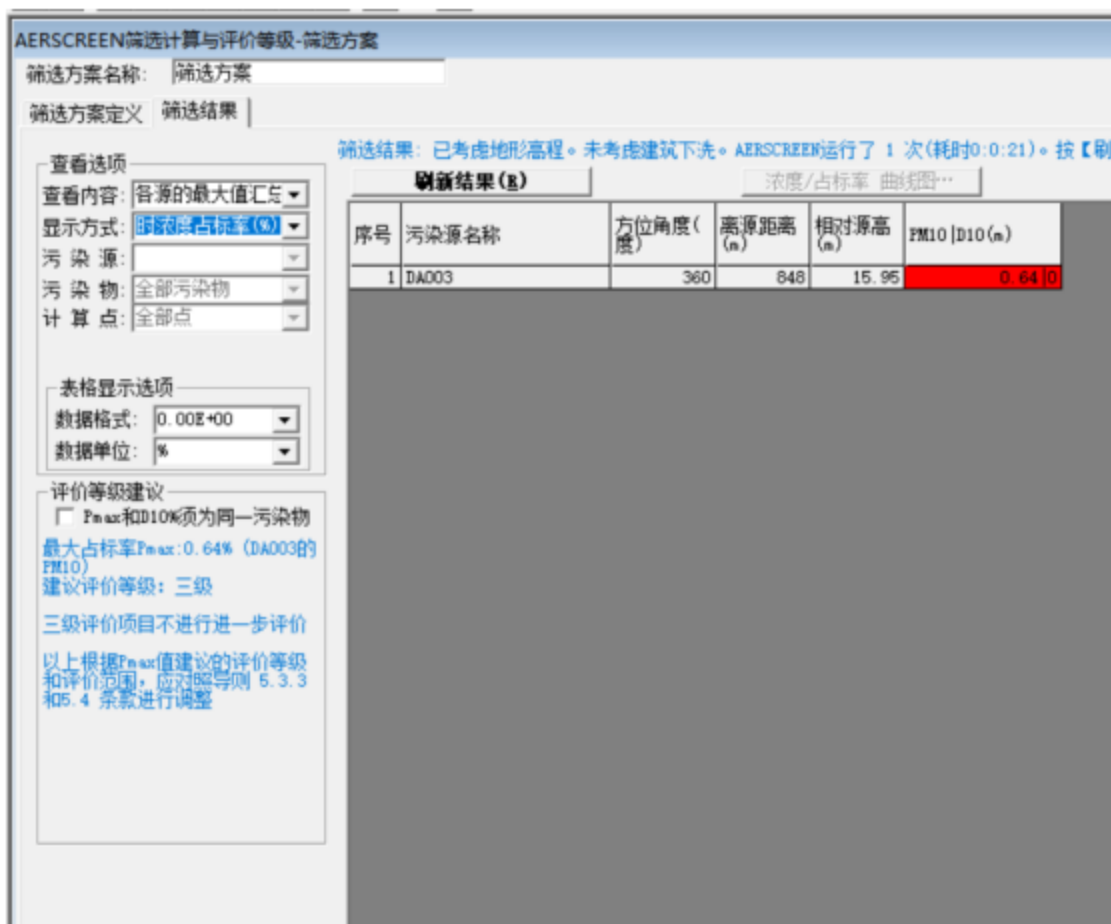 AERSCREEN筛选计算与评价等级-筛选方案
筛选方案名称: 筛选方案
筛选方案定义 筛选结果
筛选结果: 已考虑地形高程。未考虑建筑下洗。AERSCREEN运行了 1 次(耗时0:0:21)。按【刷
刷新结果(R) 浓度/占标率 曲线图…
查看选项
查看内容: 各源的最大值汇总
显示方式: 时浓度占标率(%)
污 染 源:
污 染 物: 全部污染物
计 算 点: 全部点
表格显示选项
数据格式: 0.00E+00
数据单位: %
序号 污染源名称 方位角度(度) 离源距离(m) 相对源高(m) PM10|D10(m)
1 DA003 360 848 15.95 0.64|0
评价等级建议
Pmax和D10%须为同一污染物
最大占标率Pmax:0.64% (DA003的
PM10)
建议评价等级: 三级
三级评价项目不进行进一步评价
以上根据Pmax值建议的评价等级
和评价范围,应对照导则 5.3.3
和5.4 条款进行调整